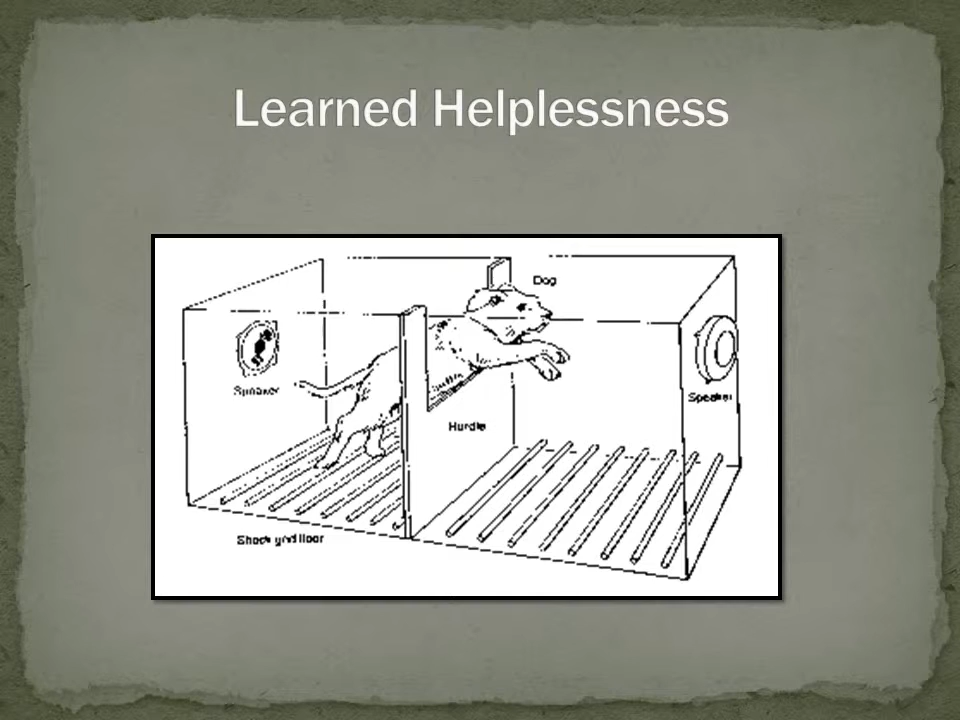 Learned Helplessness
Dog
Speaker
Speaker
Hurdle
Shock grid floor